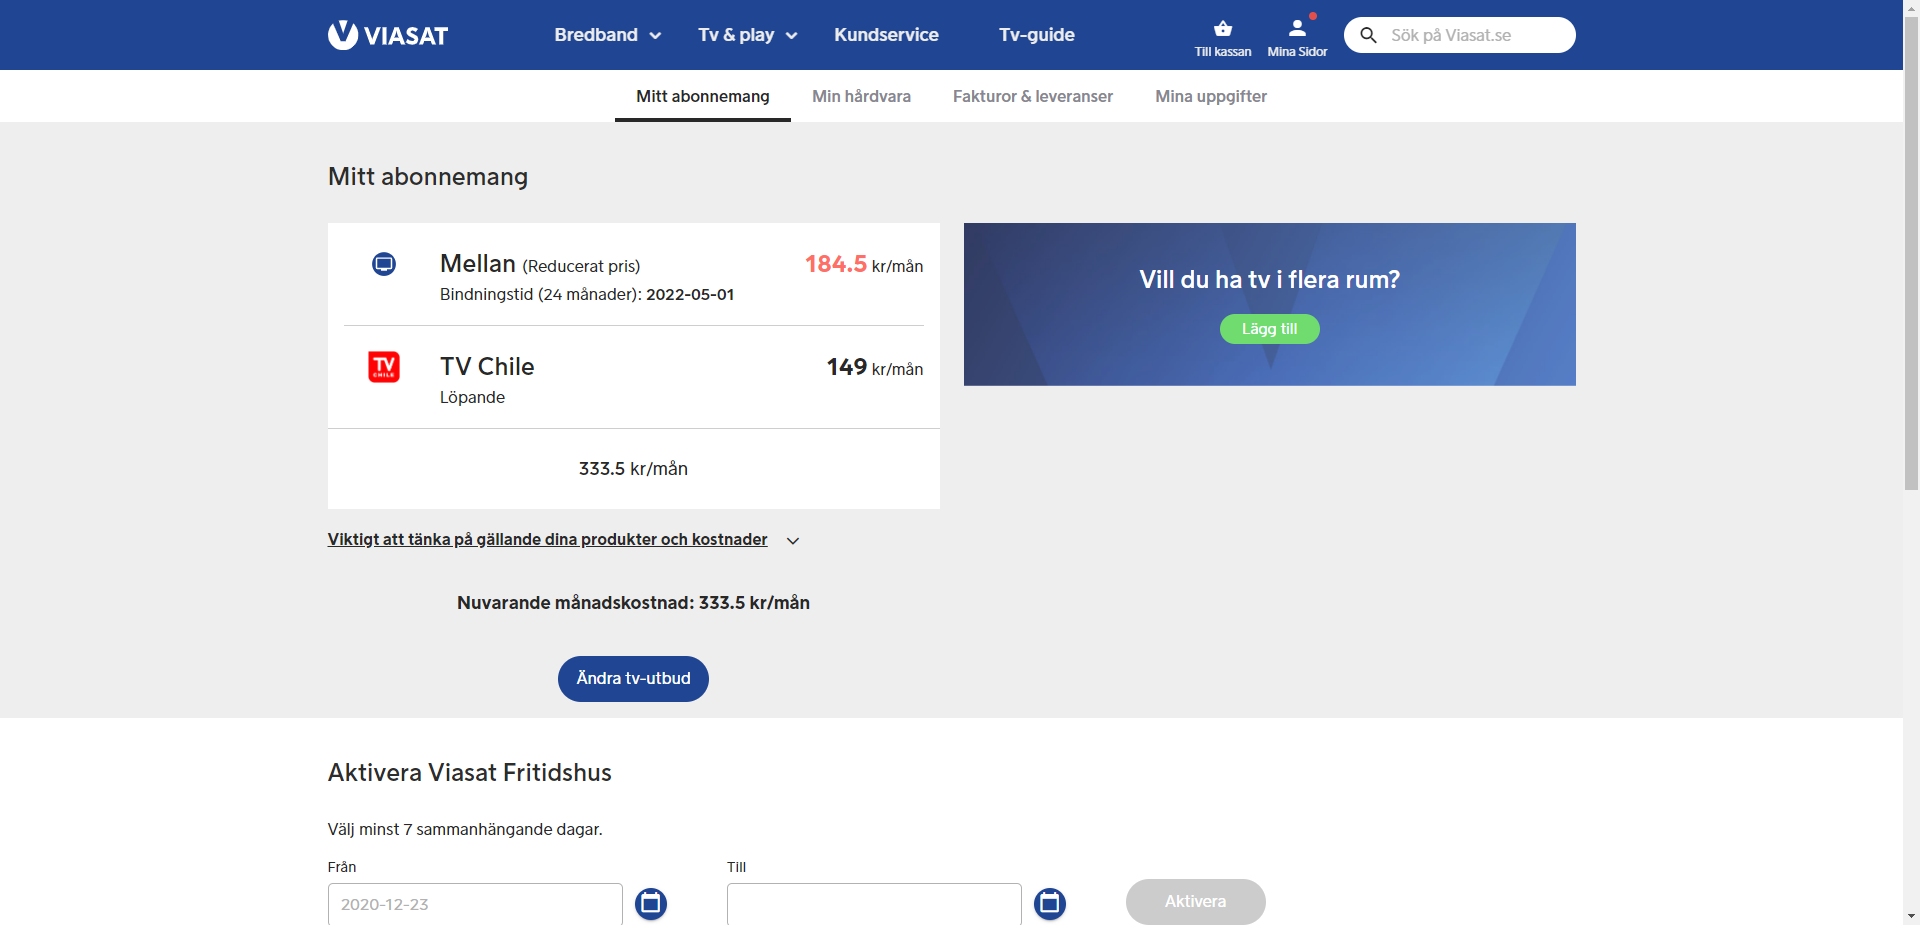 VIASAT
Bredband
Tv & play
Kundservice
Tv-guide
Till kassan
Mina Sidor
Sök på Viasat.se
Mitt abonnemang
Min hårdvara
Fakturor & leveranser
Mina uppgifter
Mitt abonnemang
Mellan (Reducerat pris)
184.5 kr/mån
Bindningstid (24 månader): 2022-05-01
TV
CHILE
TV Chile
149 kr/mån
Löpande
333.5 kr/mån
Vill du ha tv i flera rum?
Lägg till
Viktigt att tänka på gällande dina produkter och kostnader
Nuvarande månadskostnad: 333.5 kr/mån
Ändra tv-utbud
Aktivera Viasat Fritidshus
Välj minst 7 sammanhängande dagar.
Från
Till
2020-12-23
Aktivera